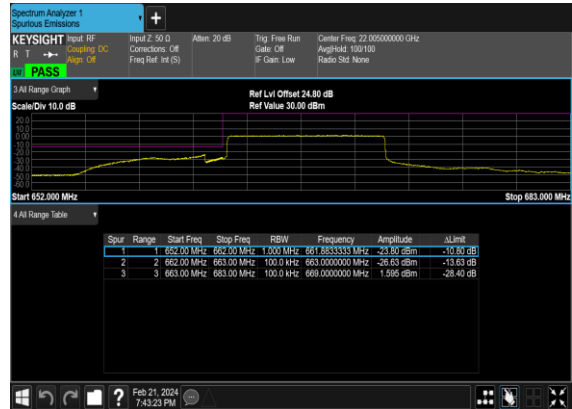 Spectrum Analyzer 1
Spurious Emissions
+
KEYSIGHT
R T
LW
PASS
Input: RF
Coupling: DC
Align: Off
Input Z: 50 Ω
Corrections: Off
Freq Ref: Int (S)
Atten: 20 dB
Trig: Free Run
Gate: Off
IF Gain: Low
Center Freq: 22.005000000 GHz
Avg|Hold: 100/100
Radio Std: None
3 All Range Graph
Scale/Div 10.0 dB
Ref Lvl Offset 24.80 dB
Ref Value 30.00 dBm
20.0
10.0
0.00
-10.0
-20.0
-30.0
-40.0
-50.0
-60.0
Start 652.000 MHz
Stop 683.000 MHz
4 All Range Table
Spur Range Start Freq Stop Freq RBW Frequency Amplitude ΔLimit
1 1 652.00 MHz 662.00 MHz 1.000 MHz 661.8833333 MHz -23.80 dBm -10.80 dB
2 2 662.00 MHz 663.00 MHz 100.0 kHz 663.0000000 MHz -26.63 dBm -13.63 dB
3 3 663.00 MHz 683.00 MHz 100.0 kHz 669.0000000 MHz 1.595 dBm -28.40 dB
?
Feb 21, 2024
7:43:23 PM